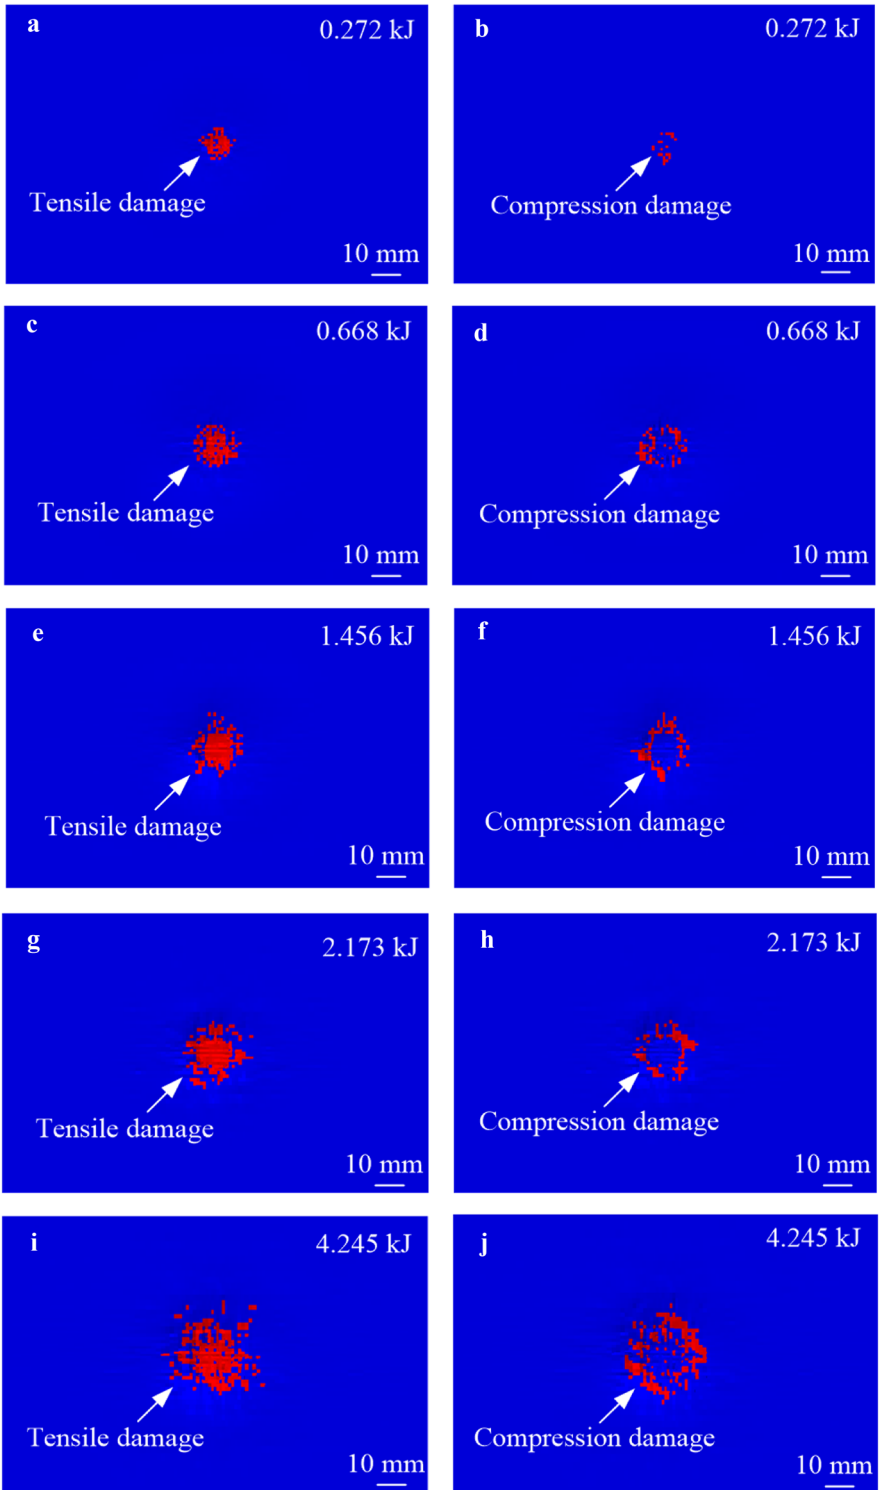 a 0.272 kJ
Tensile damage
10 mm
b 0.272 kJ
Compression damage
10 mm
c 0.668 kJ
Tensile damage
10 mm
d 0.668 kJ
Compression damage
10 mm
e 1.456 kJ
Tensile damage
10 mm
f 1.456 kJ
Compression damage
10 mm
g 2.173 kJ
Tensile damage
10 mm
h 2.173 kJ
Compression damage
10 mm
i 4.245 kJ
Tensile damage
10 mm
j 4.245 kJ
Compression damage
10 mm